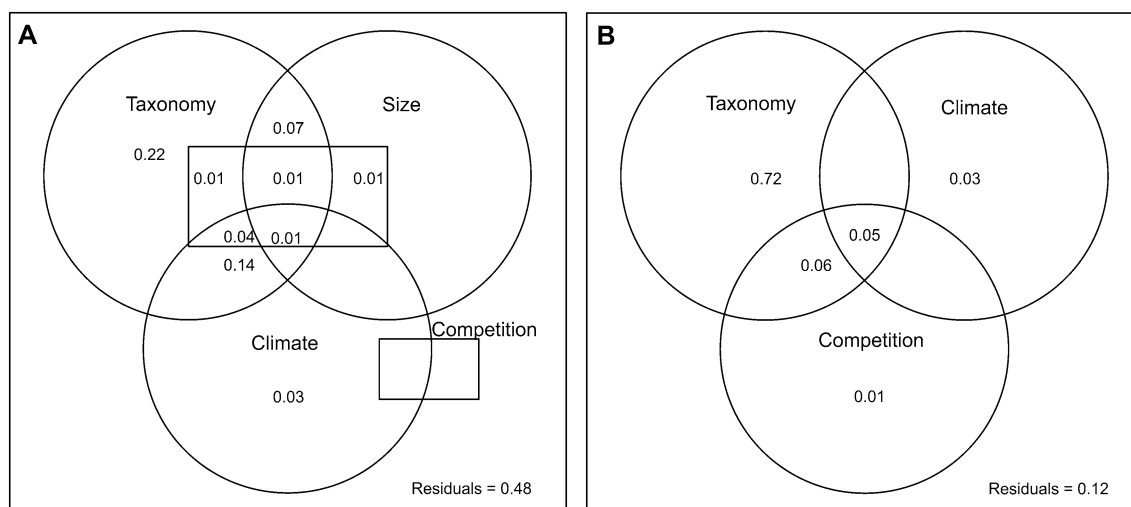 A
Taxonomy
Size
0.07
0.22
0.01
0.01
0.01
0.04
0.01
0.14
Competition
Climate
0.03
Residuals = 0.48
B
Taxonomy
Climate
0.72
0.03
0.05
0.06
Competition
0.01
Residuals = 0.12